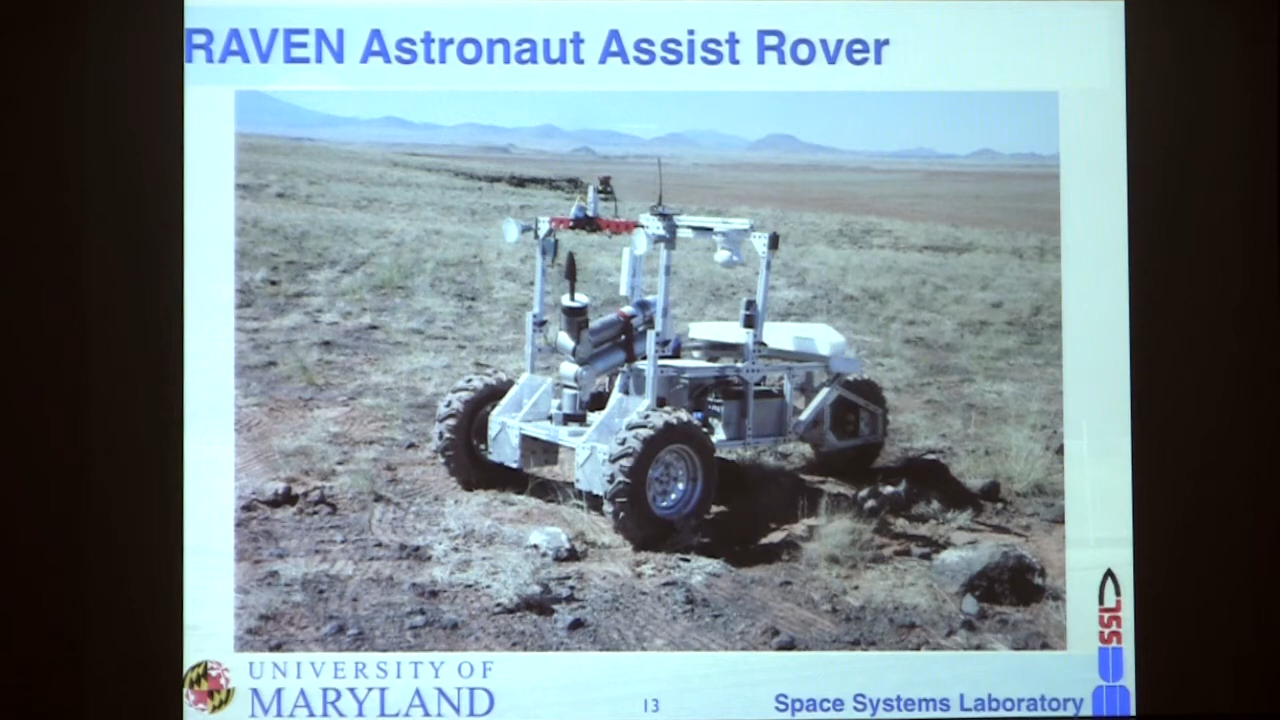 RAVEN Astronaut Assist Rover
SSL
UNIVERSITY OF
MARYLAND
13
Space Systems Laboratory